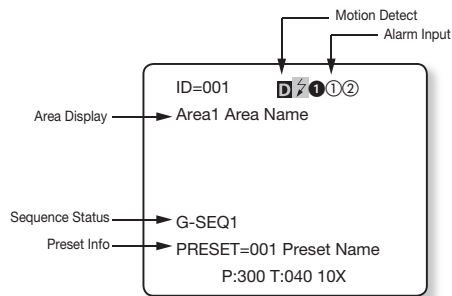 Motion Detect
Alarm Input
ID=001 D ⚡ ❶①②
Area Display
Area1 Area Name
Sequence Status
G-SEQ1
Preset Info
PRESET=001 Preset Name
P:300 T:040 10X